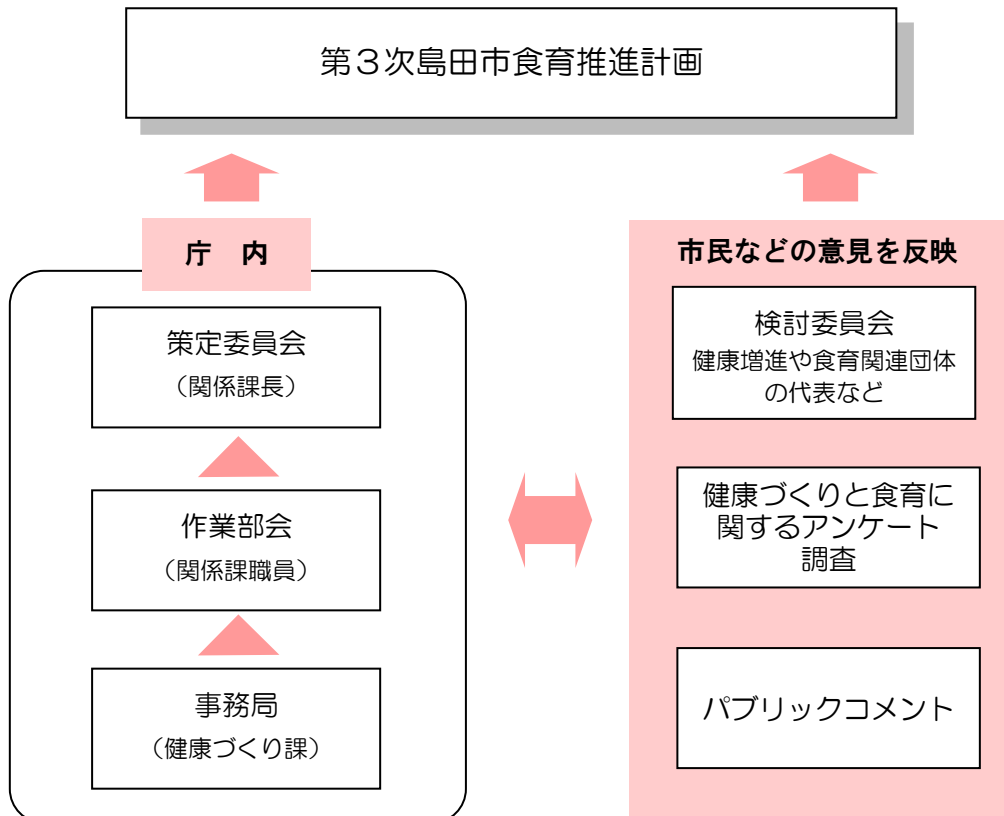 第３次島田市食育推進計画
庁　内
策定委員会
（関係課長）
作業部会
（関係課職員）
事務局
（健康づくり課）
市民などの意見を反映
検討委員会
健康増進や食育関連団体
の代表など
健康づくりと食育に
関するアンケート
調査
パブリックコメント